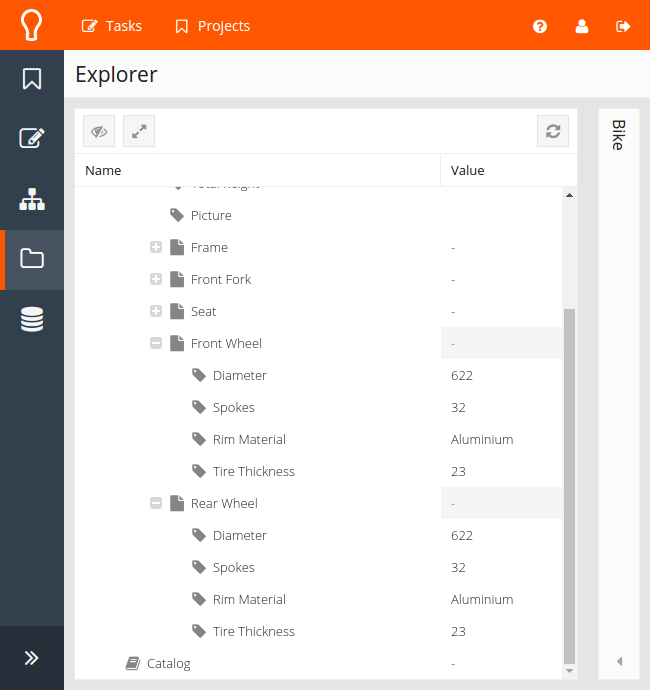 Tasks Projects
Explorer
Name Value
Total height
Picture
Frame -
Front Fork -
Seat -
Front Wheel -
Diameter 622
Spokes 32
Rim Material Aluminium
Tire Thickness 23
Rear Wheel -
Diameter 622
Spokes 32
Rim Material Aluminium
Tire Thickness 23
Catalog -
Bike